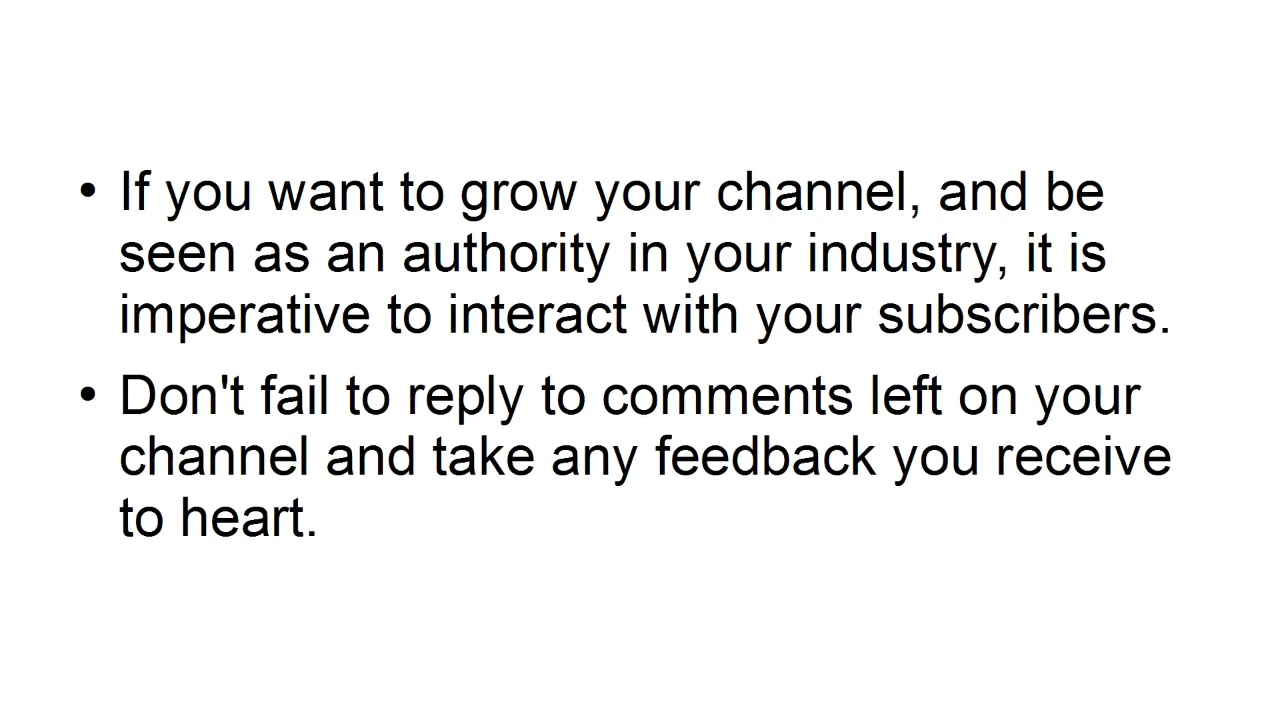 • If you want to grow your channel, and be
seen as an authority in your industry, it is
imperative to interact with your subscribers.
• Don't fail to reply to comments left on your
channel and take any feedback you receive
to heart.